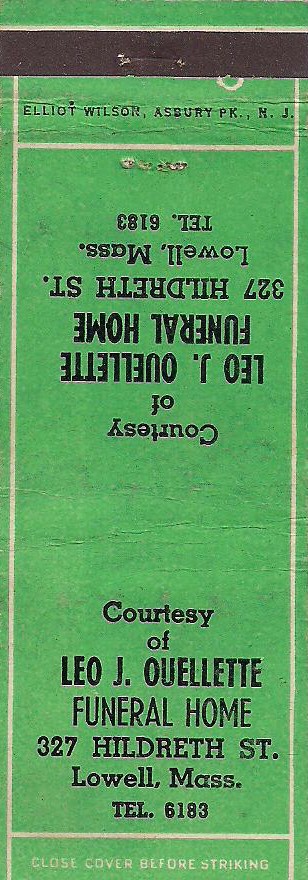 ELLIOT WILSON, ASBURY PK., N. J.
Courtesy
of
LEO J. OUELLETTE
FUNERAL HOME
327 HILDRETH ST.
Lowell, Mass.
TEL. 6183
Courtesy
of
LEO J. OUELLETTE
FUNERAL HOME
327 HILDRETH ST.
Lowell, Mass.
TEL. 6183
CLOSE COVER BEFORE STRIKING